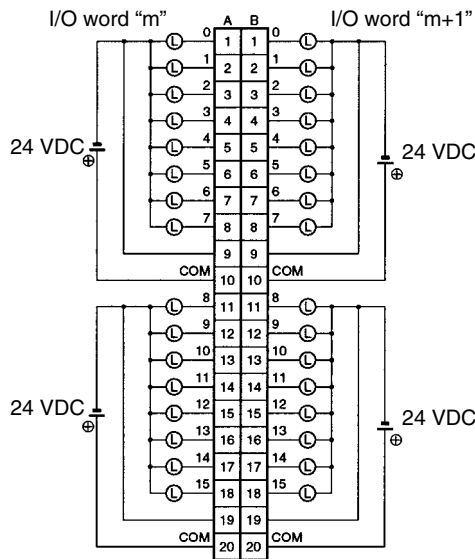 I/O word “m” A B I/O word “m+1”
L 0 1 1 0 L
L 1 2 2 1 L
L 2 3 3 2 L
L 3 4 4 3 L
24 VDC L 4 5 5 4 L 24 VDC
⊕ L 5 6 6 5 L ⊕
L 6 7 7 6 L
L 7 8 8 7 L
9 9
COM 10 10 COM
L 8 11 11 8 L
L 9 12 12 9 L
L 10 13 13 10 L
L 11 14 14 11 L
24 VDC L 12 15 15 12 L 24 VDC
⊕ L 13 16 16 13 L ⊕
L 14 17 17 14 L
L 15 18 18 15 L
19 19
COM 20 20 COM